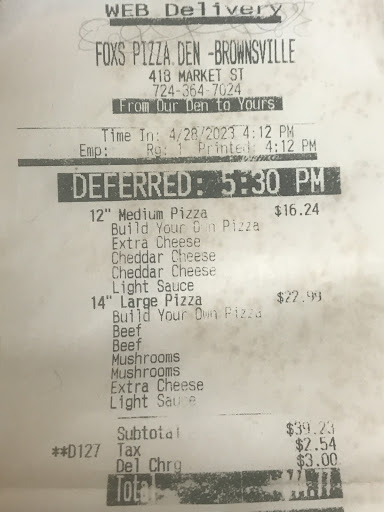 WEB Delivery
FOXS PIZZA DEN -BROWNSVILLE
418 MARKET ST
724-364-7024
From Our Den to Yours
Time In: 4/28/2023 4:12 PM
Emp: Rg: 1 Printed 4:12 PM
DEFERRED: 5:30 PM
12" Medium Pizza $16.24
Build Your Own Pizza
Extra Cheese
Cheddar Cheese
Cheddar Cheese
Light Sauce
14" Large Pizza $22.99
Build Your Own Pizza
Beef
Beef
Mushrooms
Mushrooms
Extra Cheese
Light Sauce
Subtotal $39.23
**D127 Tax $2.54
Del Chrg $3.00
Total